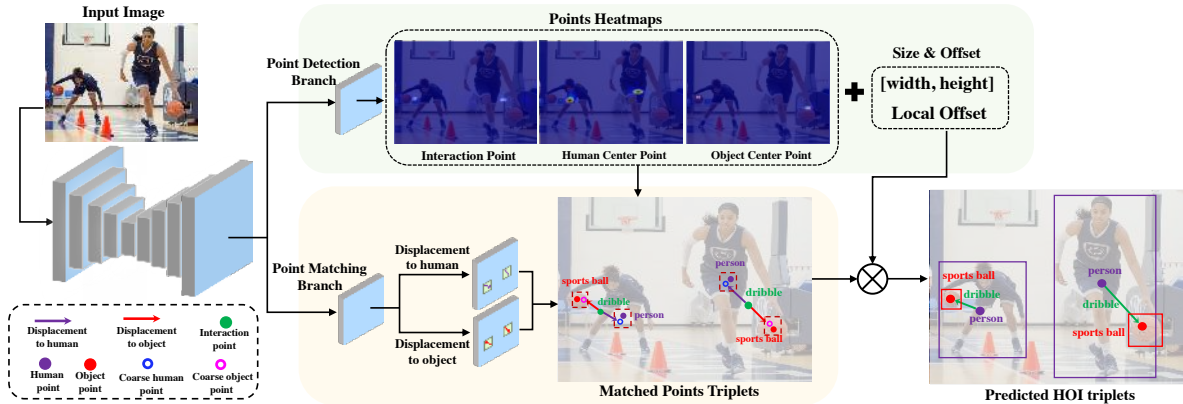 Input Image
Points Heatmaps
Point Detection
Branch
Interaction Point
Human Center Point
Object Center Point
Size & Offset
[width, height]
Local Offset
Point Matching
Branch
Displacement
to human
Displacement
to object
sports ball
dribble
person
person
dribble
sports ball
Matched Points Triplets
sports ball
dribble
person
person
dribble
sports ball
Predicted HOI triplets
Displacement
to human
Displacement
to object
Interaction
point
Human
point
Object
point
Coarse human
point
Coarse object
point